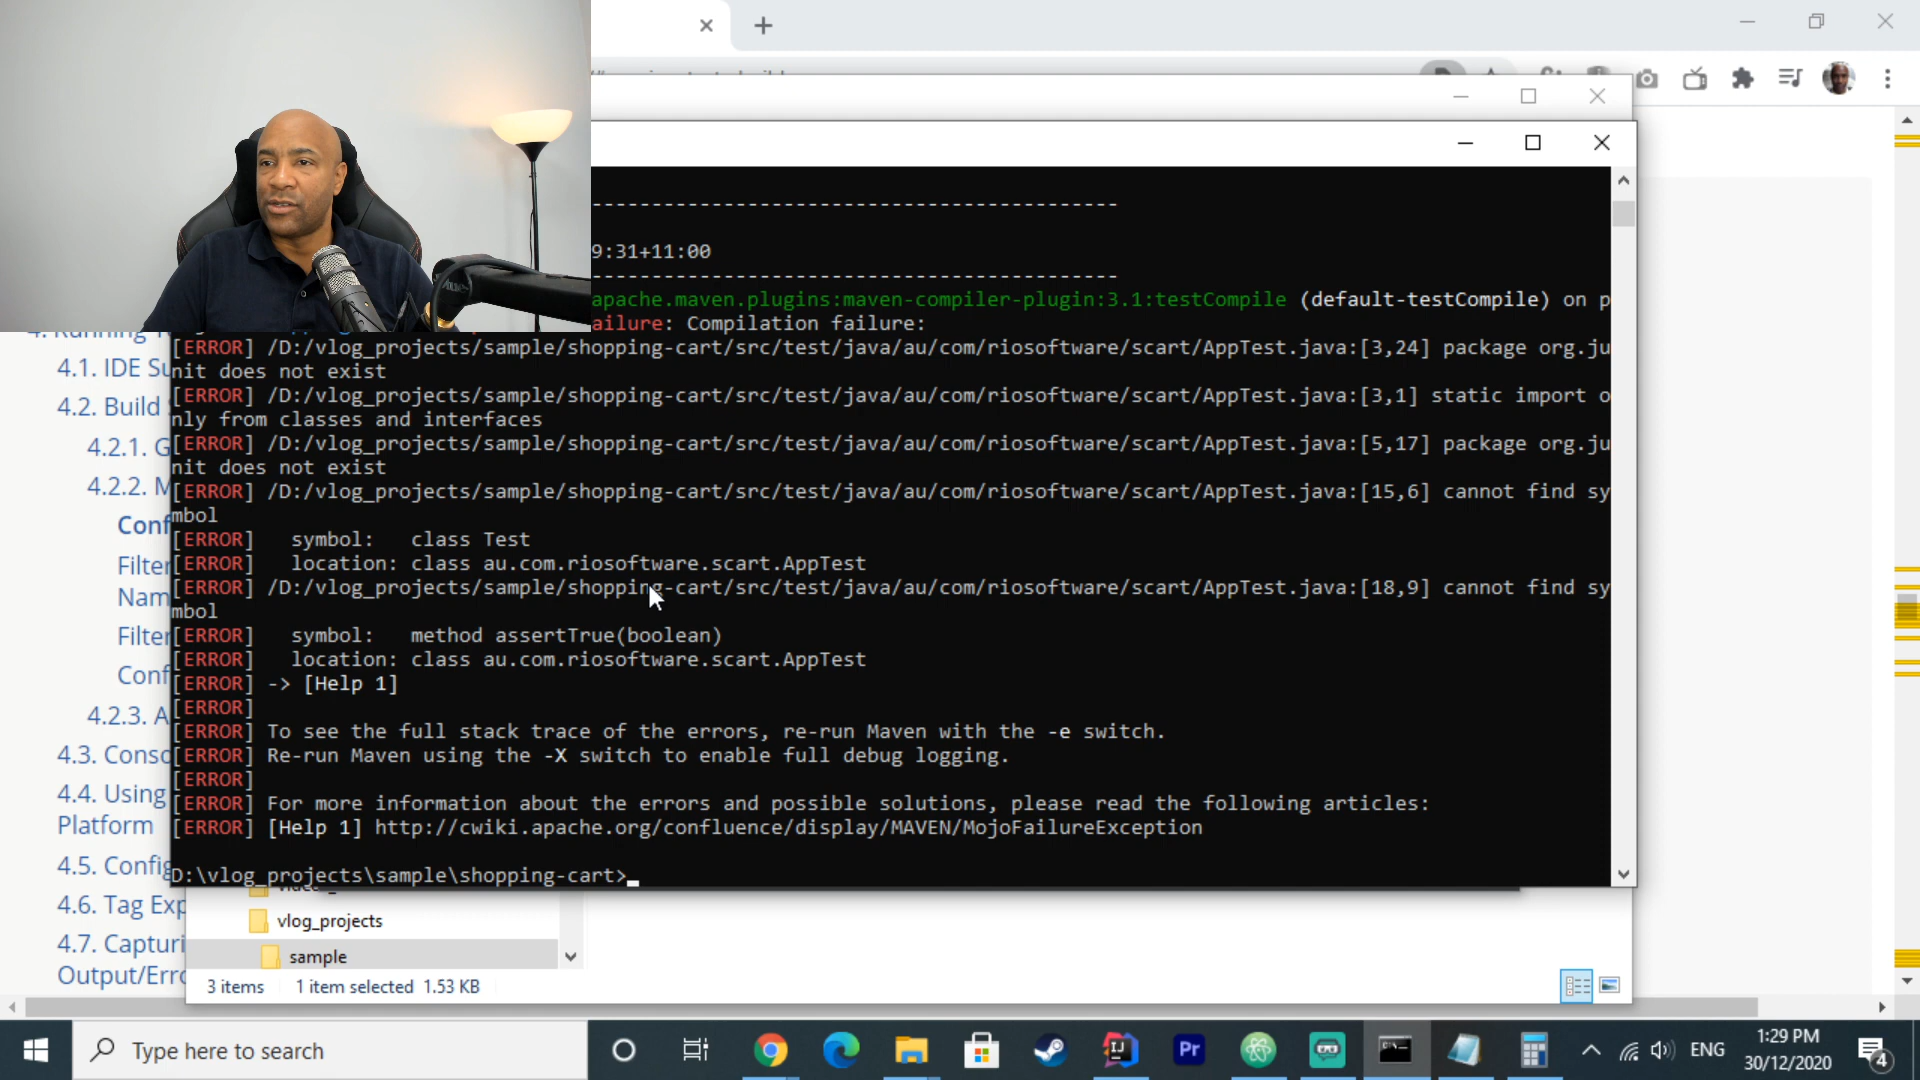 9:31+11:00
apache.maven.plugins:maven-compiler-plugin:3.1:testCompile (default-testCompile) on p
ailure: Compilation failure:
[ERROR] /D:/vlog_projects/sample/shopping-cart/src/test/java/au/com/riosoftware/scart/AppTest.java:[3,24] package org.ju
nit does not exist
[ERROR] /D:/vlog_projects/sample/shopping-cart/src/test/java/au/com/riosoftware/scart/AppTest.java:[3,1] static import o
nly from classes and interfaces
[ERROR] /D:/vlog_projects/sample/shopping-cart/src/test/java/au/com/riosoftware/scart/AppTest.java:[5,17] package org.ju
nit does not exist
[ERROR] /D:/vlog_projects/sample/shopping-cart/src/test/java/au/com/riosoftware/scart/AppTest.java:[15,6] cannot find sy
mbol
[ERROR]   symbol:   class Test
[ERROR]   location: class au.com.riosoftware.scart.AppTest
[ERROR] /D:/vlog_projects/sample/shopping-cart/src/test/java/au/com/riosoftware/scart/AppTest.java:[18,9] cannot find sy
mbol
[ERROR]   symbol:   method assertTrue(boolean)
[ERROR]   location: class au.com.riosoftware.scart.AppTest
[ERROR] -> [Help 1]
[ERROR]
[ERROR] To see the full stack trace of the errors, re-run Maven with the -e switch.
[ERROR] Re-run Maven using the -X switch to enable full debug logging.
[ERROR]
[ERROR] For more information about the errors and possible solutions, please read the following articles:
[ERROR] [Help 1] http://cwiki.apache.org/confluence/display/MAVEN/MojoFailureException
D:\vlog_projects\sample\shopping-cart>
4.1. IDE Su
4.2. Build
4.2.1. G
4.2.2. M
Conf
Filter
Nam
Filter
Conf
4.2.3. A
4.3. Conso
4.4. Using
Platform
4.5. Config
4.6. Tag Exp
4.7. Capturi
Output/Erro
vlog_projects
sample
3 items 1 item selected 1.53 KB
Type here to search
Pr
ENG
1:29 PM
30/12/2020
4